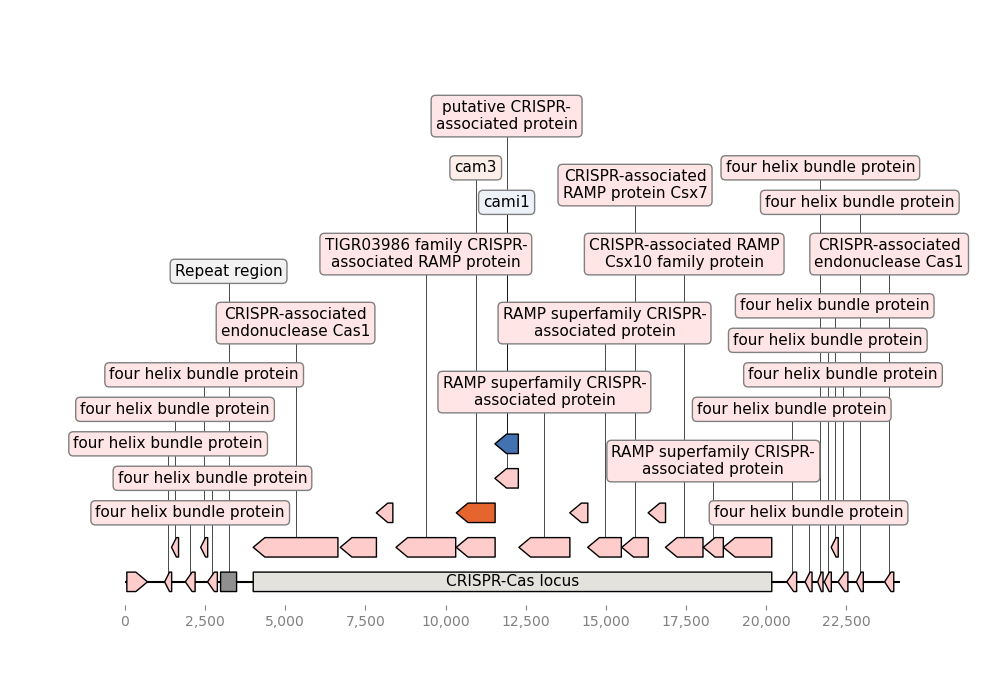 putative CRISPR-
associated protein
cam3
four helix bundle protein
CRISPR-associated
RAMP protein Csx7
cami1
four helix bundle protein
TIGR03986 family CRISPR-
associated RAMP protein
CRISPR-associated RAMP
Csx10 family protein
CRISPR-associated
endonuclease Cas1
Repeat region
four helix bundle protein
CRISPR-associated
endonuclease Cas1
RAMP superfamily CRISPR-
associated protein
four helix bundle protein
four helix bundle protein
four helix bundle protein
RAMP superfamily CRISPR-
associated protein
four helix bundle protein
four helix bundle protein
four helix bundle protein
RAMP superfamily CRISPR-
associated protein
four helix bundle protein
four helix bundle protein
four helix bundle protein
CRISPR-Cas locus
0
2,500
5,000
7,500
10,000
12,500
15,000
17,500
20,000
22,500